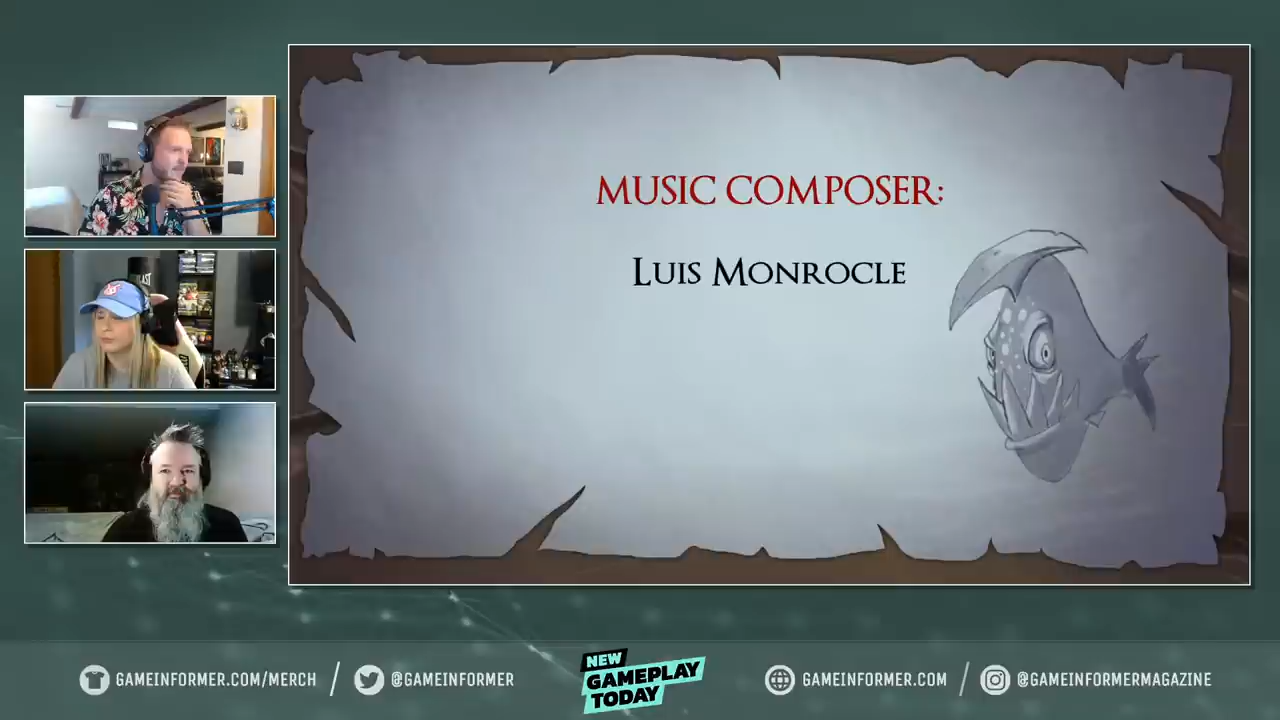 MUSIC COMPOSER:
LUIS MONROCLE
GAMEINFORMER.COM/MERCH / @GAMEINFORMER
NEW
GAMEPLAY
TODAY
GAMEINFORMER.COM / @GAMEINFORMERMAGAZINE